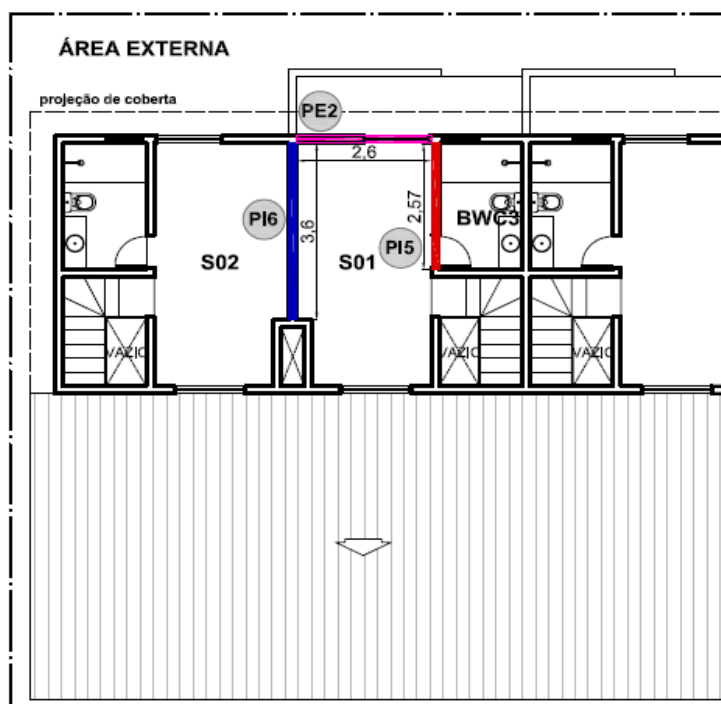 ÁREA EXTERNA
projeção de coberta
PE2
2,6
PI6
3,6
2,57
BWC3
PI5
S02
S01
VAZIO
VAZIO
VAZIO